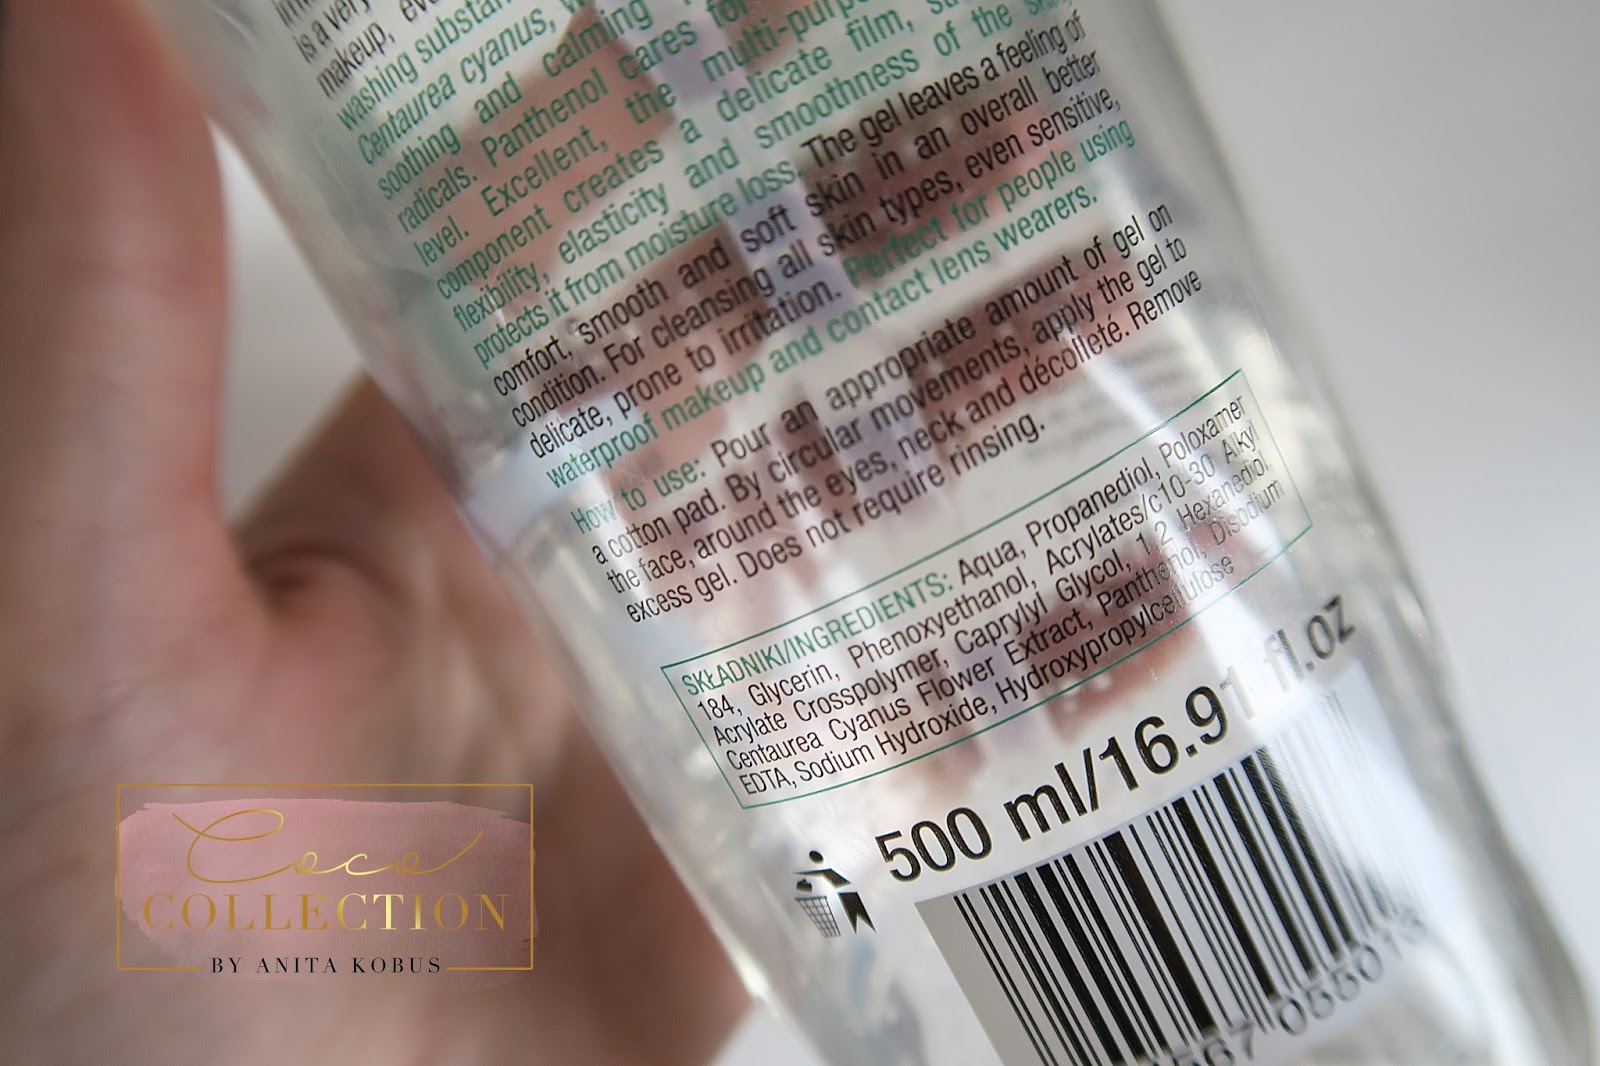 is a very
makeup,
washing substan
Centaurea cyanus,
soothing and calming
radicals. Panthenol cares for
level. Excellent, the multi-purp
component creates a delicate film,
flexibility, elasticity and smoothness of the
protects it from moisture loss. The gel leaves a feeling of
comfort, smooth and soft skin in an overall better
condition. For cleansing all skin types, even sensitive,
delicate, prone to irritation. Perfect for people using
waterproof makeup and contact lens wearers.
How to use: Pour an appropriate amount of gel on
a cotton pad. By circular movements, apply the gel to
the face, around the eyes, neck and décolleté. Remove
excess gel. Does not require rinsing.
SKŁADNIKI/INGREDIENTS: Aqua, Propanediol, Poloxamer
184, Glycerin, Phenoxyethanol, Acrylates/c10-30 Alkyl
Acrylate Crosspolymer, Caprylyl Glycol, 1,2 Hexanediol,
Centaurea Cyanus Flower Extract, Panthenol, Disodium
EDTA, Sodium Hydroxide, Hydroxypropylcellulose
500 ml/16.91 fl.oz
567 055013
Coco
COLLECTION
BY ANITA KOBUS